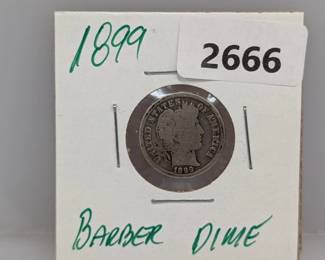 1899
2666
UNITED STATES OF AMERICA
1899
BARBER DIME